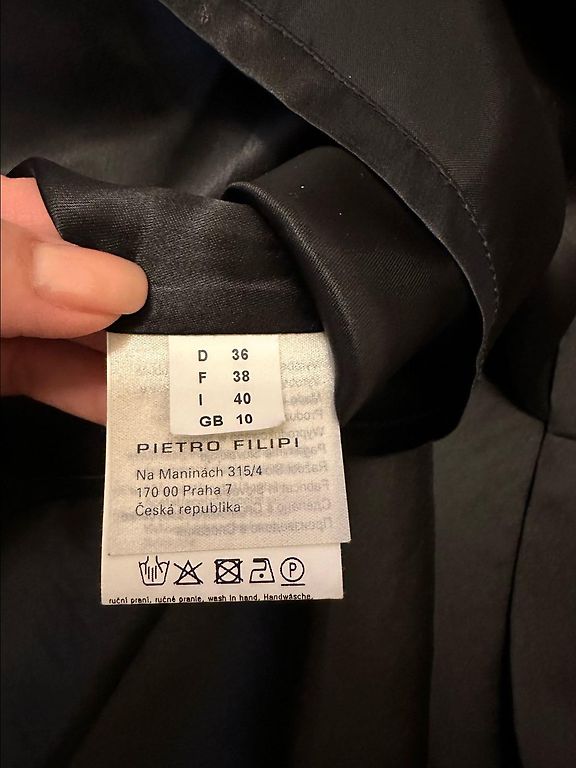 D 36
F 38
I 40
GB 10
PIETRO FILIPI
Na Maninách 315/4
170 00 Praha 7
Česká republika
P
ruční praní, ručné pranie, wash in hand, Handwäsche,